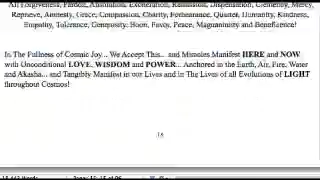 All Forgiveness, Pardon, Absolution, Exoneration, Remission, Dispensation, Clemency, Mercy,
Reprieve, Amnesty, Grace, Compassion, Charity, Forbearance, Quarter, Humanity, Kindness,
Empathy, Tolerance, Generosity, Boon, Favor, Peace, Magnanimity and Beneficence!
In The Fullness of Cosmic Joy... We Accept This... and Miracles Manifest HERE and NOW
with Unconditional LOVE, WISDOM and POWER... Anchored in the Earth, Air, Fire, Water
and Akasha... and Tangibly Manifest in our Lives and in The Lives of all Evolutions of LIGHT
throughout Cosmos!